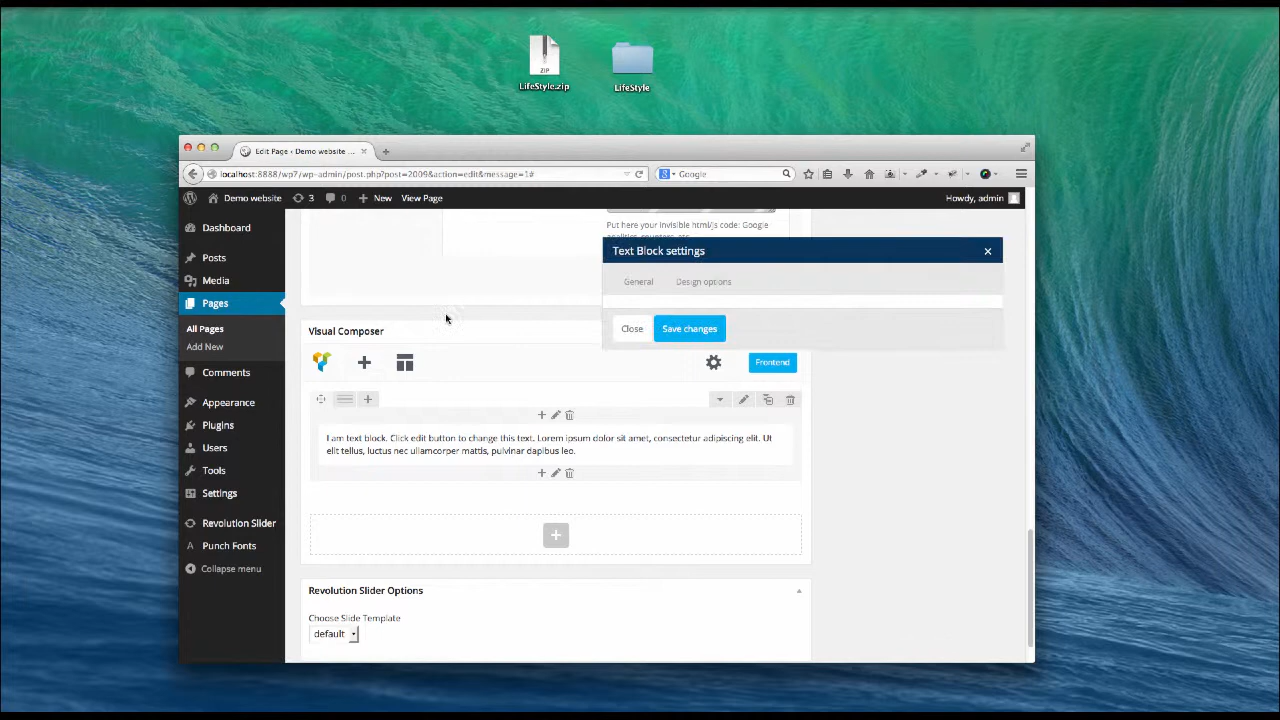 ZIP
LifeStyle.zip
LifeStyle
Edit Page ‹ Demo website ...
localhost:8888/wp7/wp-admin/post.php?post=2009&action=edit&message=1#
Google
Demo website
3
0
New
View Page
Howdy, admin
Dashboard
Posts
Media
Pages
All Pages
Add New
Comments
Appearance
Plugins
Users
Tools
Settings
Revolution Slider
Punch Fonts
Collapse menu
Put here your invisible html/js code: Google
Text Block settings
General
Design options
Close
Save changes
Visual Composer
Frontend
I am text block. Click edit button to change this text. Lorem ipsum dolor sit amet, consectetur adipiscing elit. Ut
elit tellus, luctus nec ullamcorper mattis, pulvinar dapibus leo.
Revolution Slider Options
Choose Slide Template
default